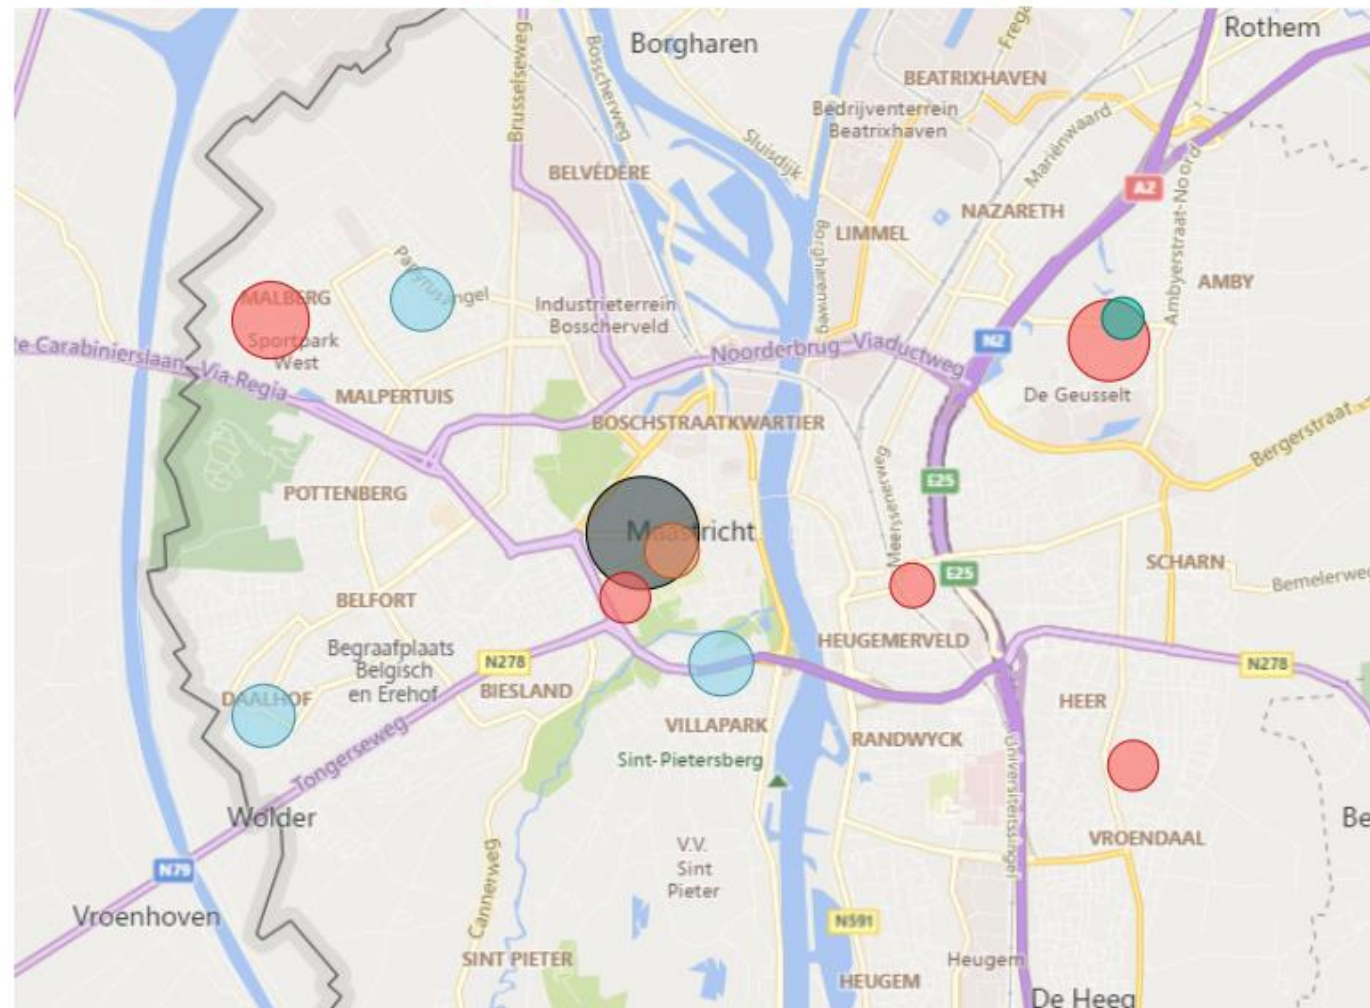 Borgharen
Rothem
Brusselseweg
Bosscherweg
BEATRIXHAVEN
Frega
Bedrijventerrein
Beatrixhaven
Sluisdijk
Mariënwaard
BELVÉDÈRE
A2
Ambyerstraat-Noord
NAZARETH
LIMMEL
Borgharenweg
AMBY
MALBERG
Industrieterrein
Bosscherveld
Sportpark
West
N2
Noorderbrug-Viaductweg
e Carabinierslaan
Via Regia
De Geusselt
MALPERTUIS
BOSCHSTRAATKWARTIER
Bergerstraat
Meerssenerweg
E25
POTTENBERG
Maastricht
SCHARN
E25
Bemelerweg
BELFORT
HEUGEMERVELD
Begraafplaats
Belgisch
en Erehof
N278
N278
BIESLAND
DAALHOF
HEER
VILLAPARK
RANDWYCK
Tongerseweg
Sint-Pietersberg
Universiteitssingel
Wolder
Be
VROENDAAL
V.V.
Sint
Pieter
N79
Cannerweg
Vroenhoven
N591
SINT PIETER
Heugem
HEUGEM
De Heeg